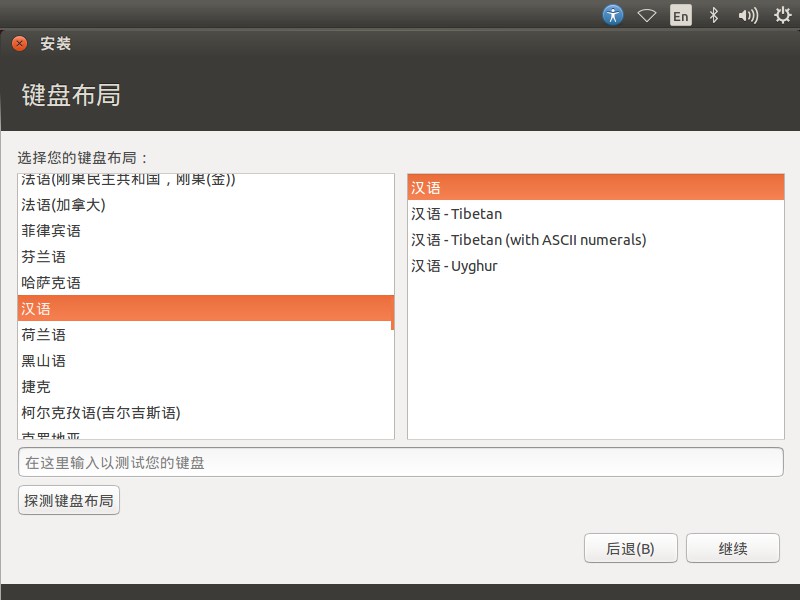 En
安装
键盘布局
选择您的键盘布局：
法语(刚果民主共和国，刚果(金))
法语(加拿大)
菲律宾语
芬兰语
哈萨克语
汉语
荷兰语
黑山语
捷克
柯尔克孜语(吉尔吉斯语)
克罗地亚
汉语
汉语 - Tibetan
汉语 - Tibetan (with ASCII numerals)
汉语 - Uyghur
在这里输入以测试您的键盘
探测键盘布局
后退(B)
继续